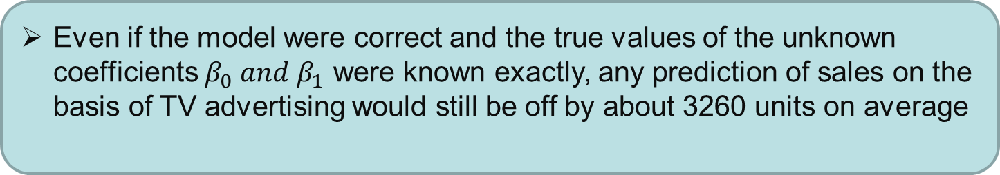 ➢ Even if the model were correct and the true values of the unknown
coefficients β₀ and β₁ were known exactly, any prediction of sales on the
basis of TV advertising would still be off by about 3260 units on average